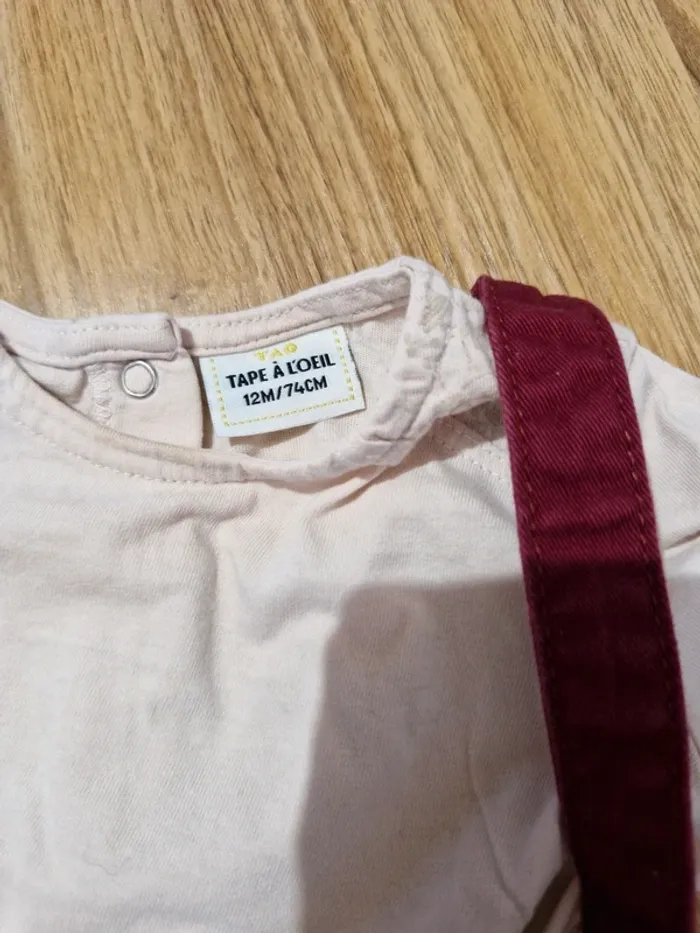 TAO
TAPE À L'OEIL
12M/74CM